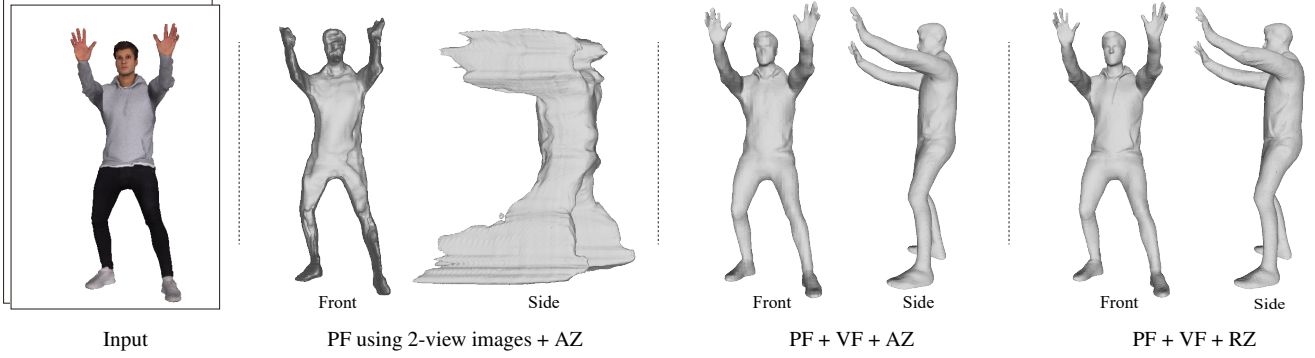 Front
Side
Front
Side
Front
Side
Input
PF using 2-view images + AZ
PF + VF + AZ
PF + VF + RZ